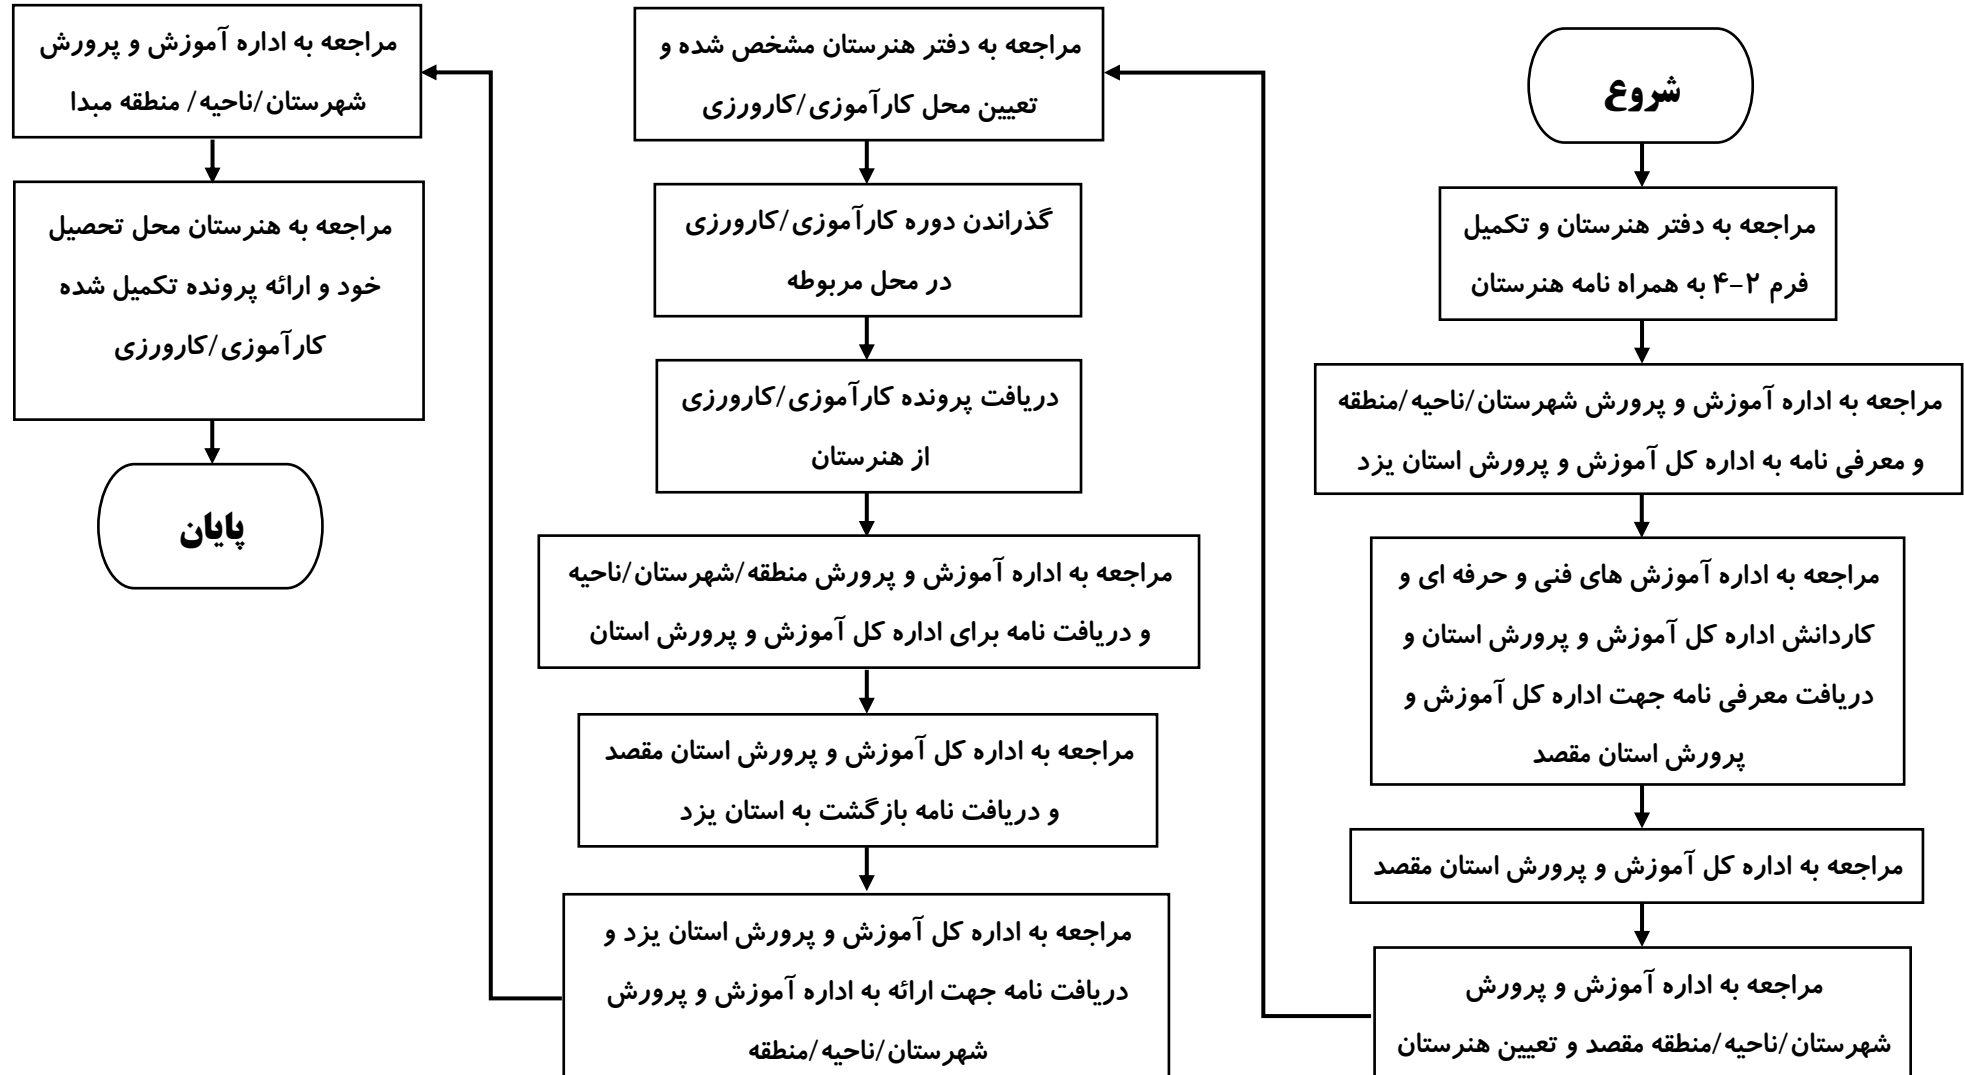 شروع
مراجعه به دفتر هنرستان و تکمیل
فرم ۲-۴ به همراه نامه هنرستان
مراجعه به اداره آموزش و پرورش شهرستان/ناحیه/منطقه
و معرفی نامه به اداره کل آموزش و پرورش استان یزد
مراجعه به اداره آموزش های فنی و حرفه ای و
کاردانش اداره کل آموزش و پرورش استان و
دریافت معرفی نامه جهت اداره کل آموزش و
پرورش استان مقصد
مراجعه به اداره کل آموزش و پرورش استان مقصد
مراجعه به اداره آموزش و پرورش
شهرستان/ناحیه/منطقه مقصد و تعیین هنرستان
مراجعه به دفتر هنرستان مشخص شده و
تعیین محل کارآموزی/کارورزی
گذراندن دوره کارآموزی/کارورزی
در محل مربوطه
دریافت پرونده کارآموزی/کارورزی
از هنرستان
مراجعه به اداره آموزش و پرورش منطقه/شهرستان/ناحیه
و دریافت نامه برای اداره کل آموزش و پرورش استان
مراجعه به اداره کل آموزش و پرورش استان مقصد
و دریافت نامه بازگشت به استان یزد
مراجعه به اداره کل آموزش و پرورش استان یزد و
دریافت نامه جهت ارائه به اداره آموزش و پرورش
شهرستان/ناحیه/منطقه
مراجعه به اداره آموزش و پرورش
شهرستان/ناحیه/ منطقه مبدا
مراجعه به هنرستان محل تحصیل
خود و ارائه پرونده تکمیل شده
کارآموزی/کارورزی
پایان